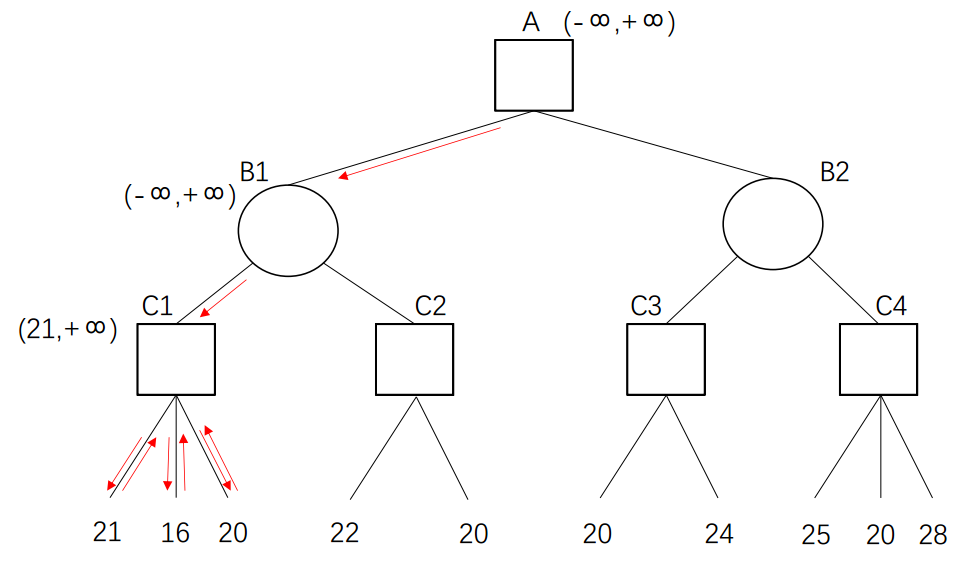 A (-∞,+∞)
B1
B2
(-∞,+∞)
C1
C2
C3
C4
(21,+∞)
21 16 20 22 20 20 24 25 20 28